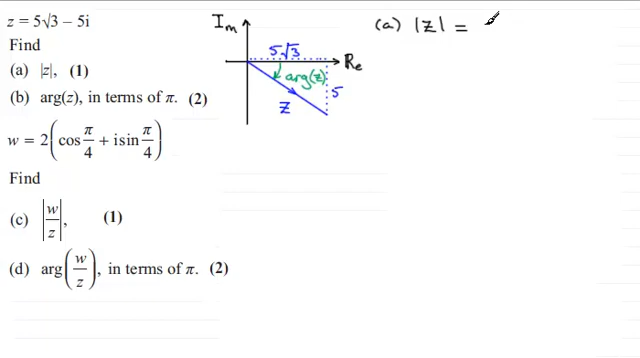 z = 5√3 – 5i
Find
(a) |z|, (1)
(b) arg(z), in terms of π. (2)
w = 2(cos π/4 + isin π/4)
Find
(c) |w/z|, (1)
(d) arg(w/z), in terms of π. (2)
Im
5√3
Re
arg(z)
5
z
(a) |z| =